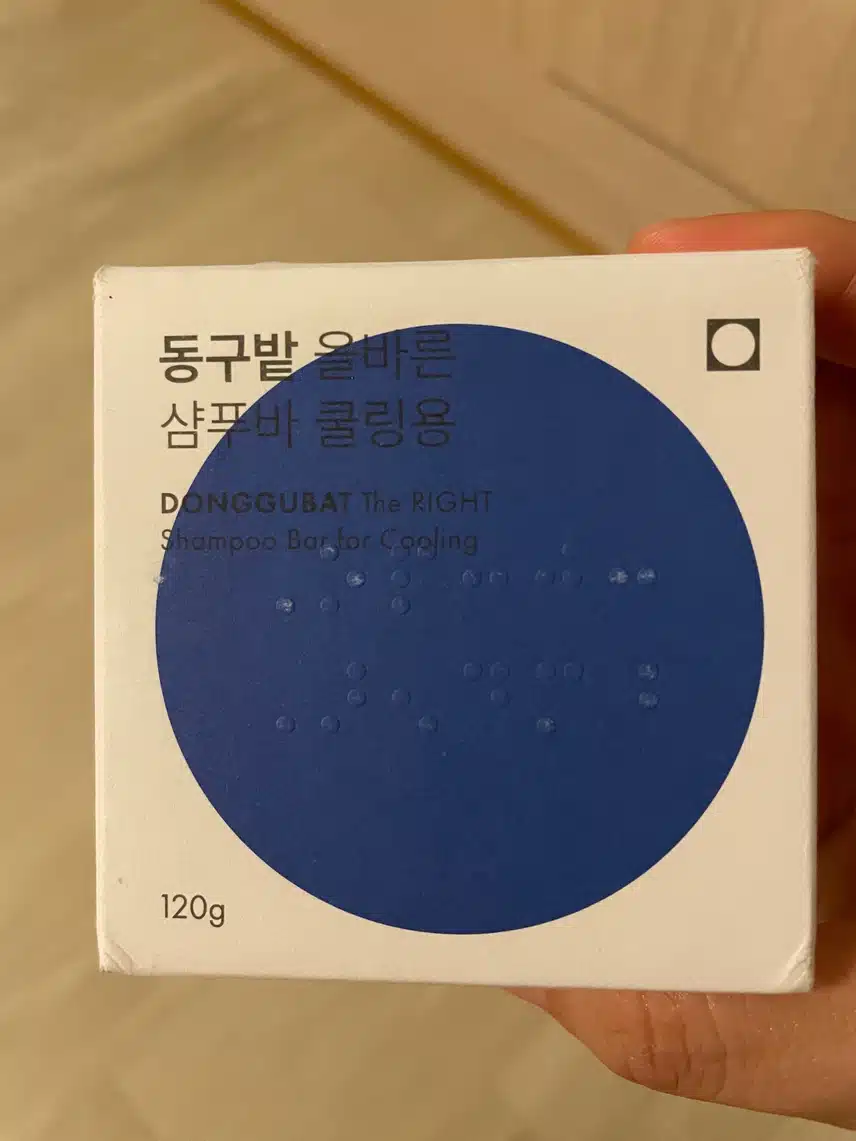 동구밭 올바른
샴푸바 쿨링용
DONGGUBAT The RIGHT
Shampoo Bar for Cooling
120g